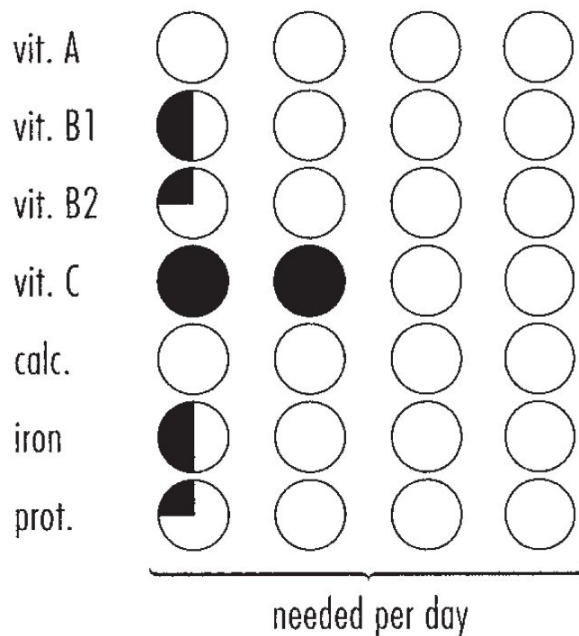 vit. A
vit. B1
vit. B2
vit. C
calc.
iron
prot.
needed per day